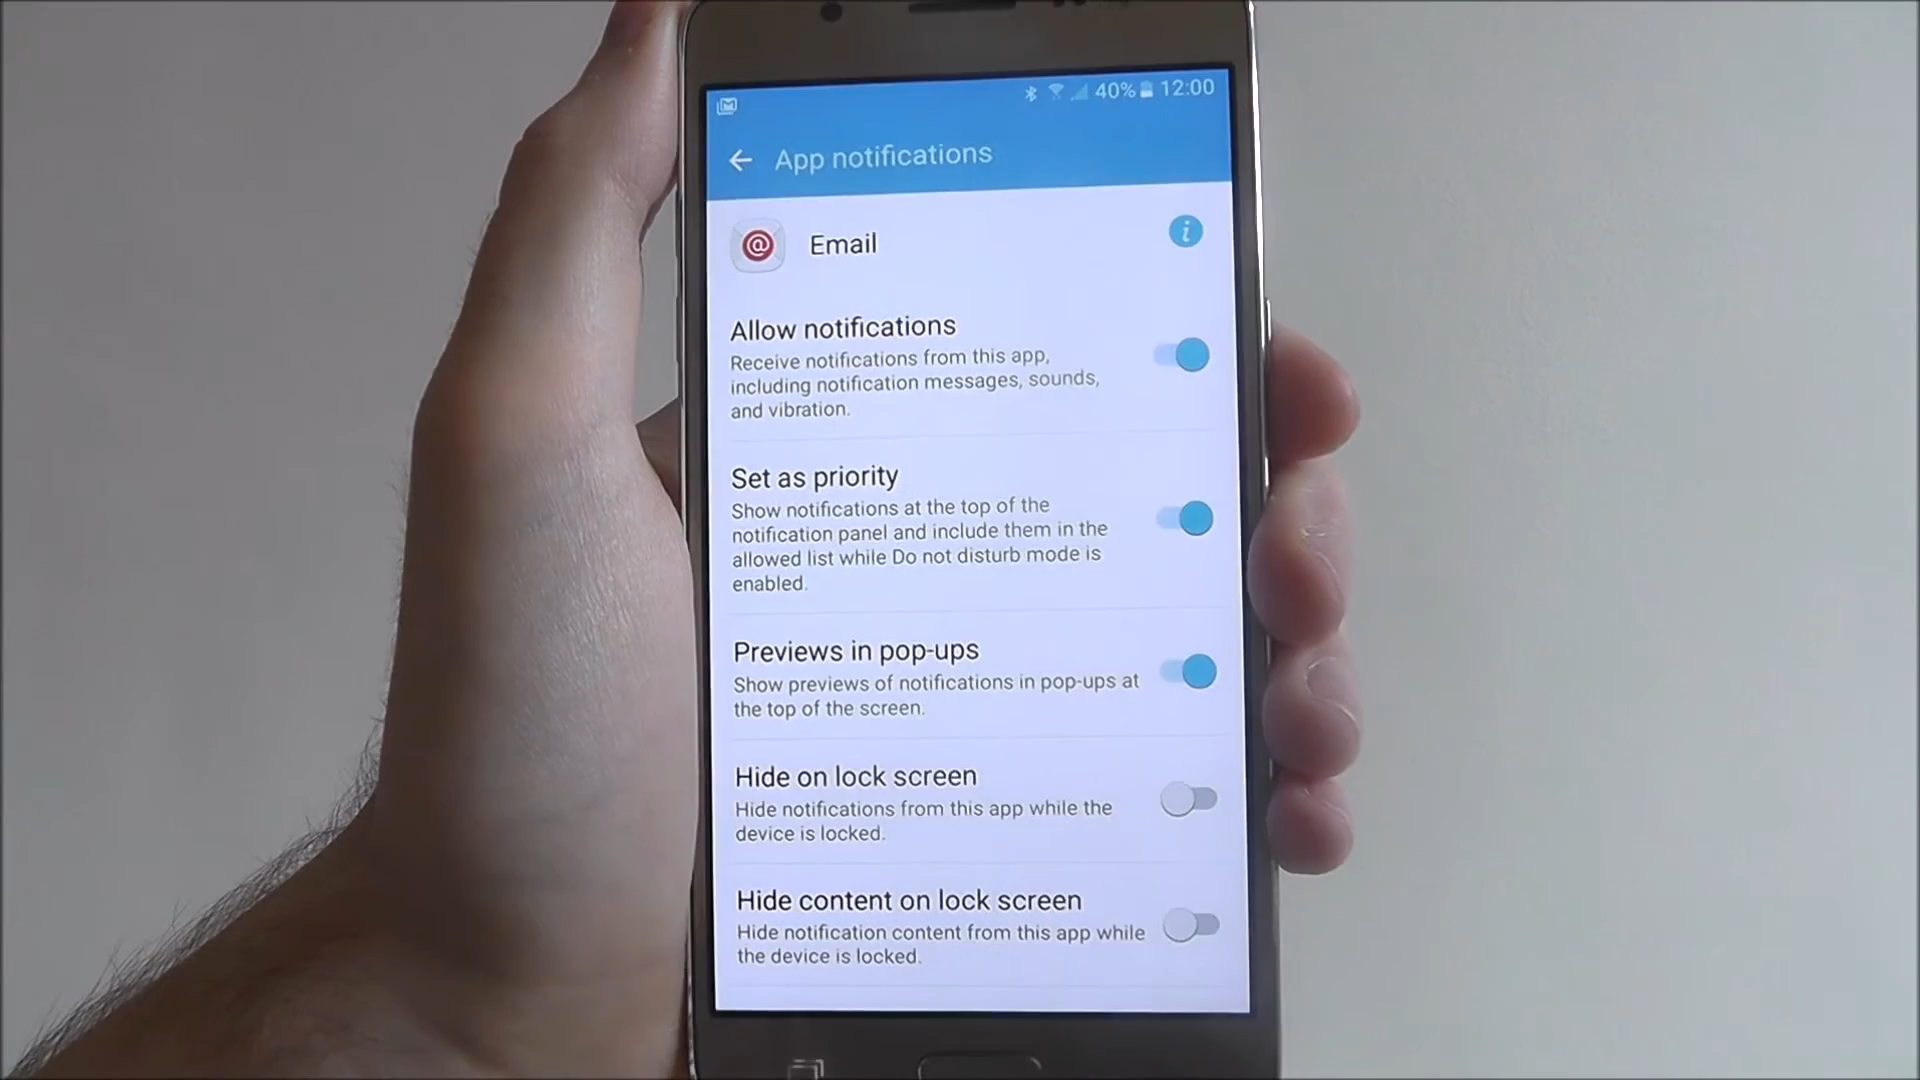 40% 12:00
App notifications
Email
Allow notifications
Receive notifications from this app,
including notification messages, sounds,
and vibration.
Set as priority
Show notifications at the top of the
notification panel and include them in the
allowed list while Do not disturb mode is
enabled.
Previews in pop-ups
Show previews of notifications in pop-ups at
the top of the screen.
Hide on lock screen
Hide notifications from this app while the
device is locked.
Hide content on lock screen
Hide notification content from this app while
the device is locked.